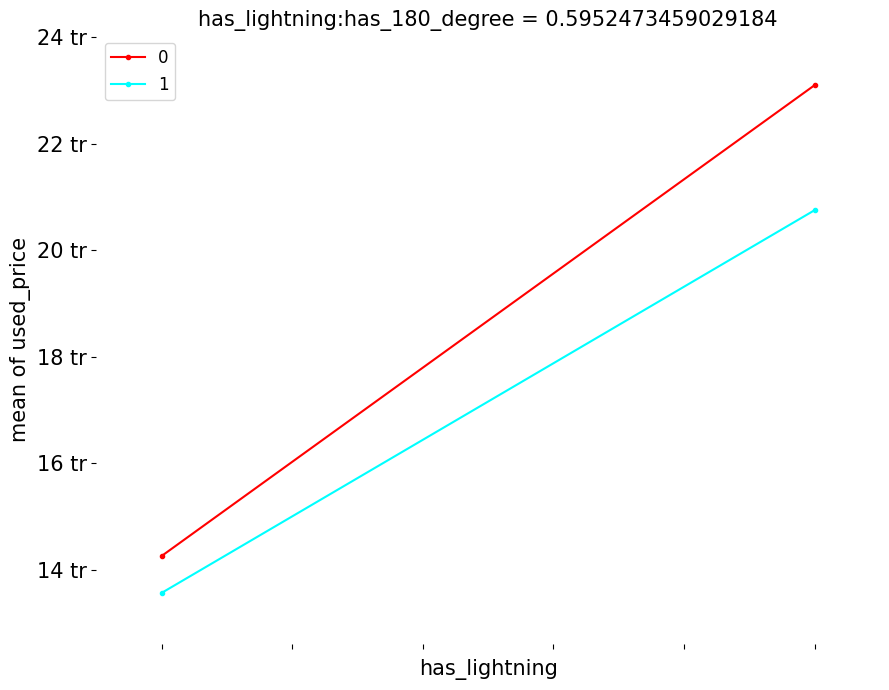 has_lightning:has_180_degree = 0.5952473459029184
24 tr
22 tr
20 tr
18 tr
16 tr
14 tr
mean of used_price
0
1
has_lightning